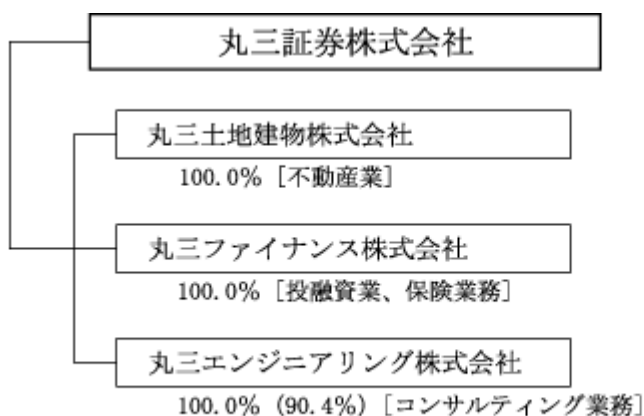 丸三証券株式会社
丸三土地建物株式会社
100.0% [不動産業]
丸三ファイナンス株式会社
100.0% [投融資業、保険業務]
丸三エンジニアリング株式会社
100.0% (90.4%) [コンサルティング業務]